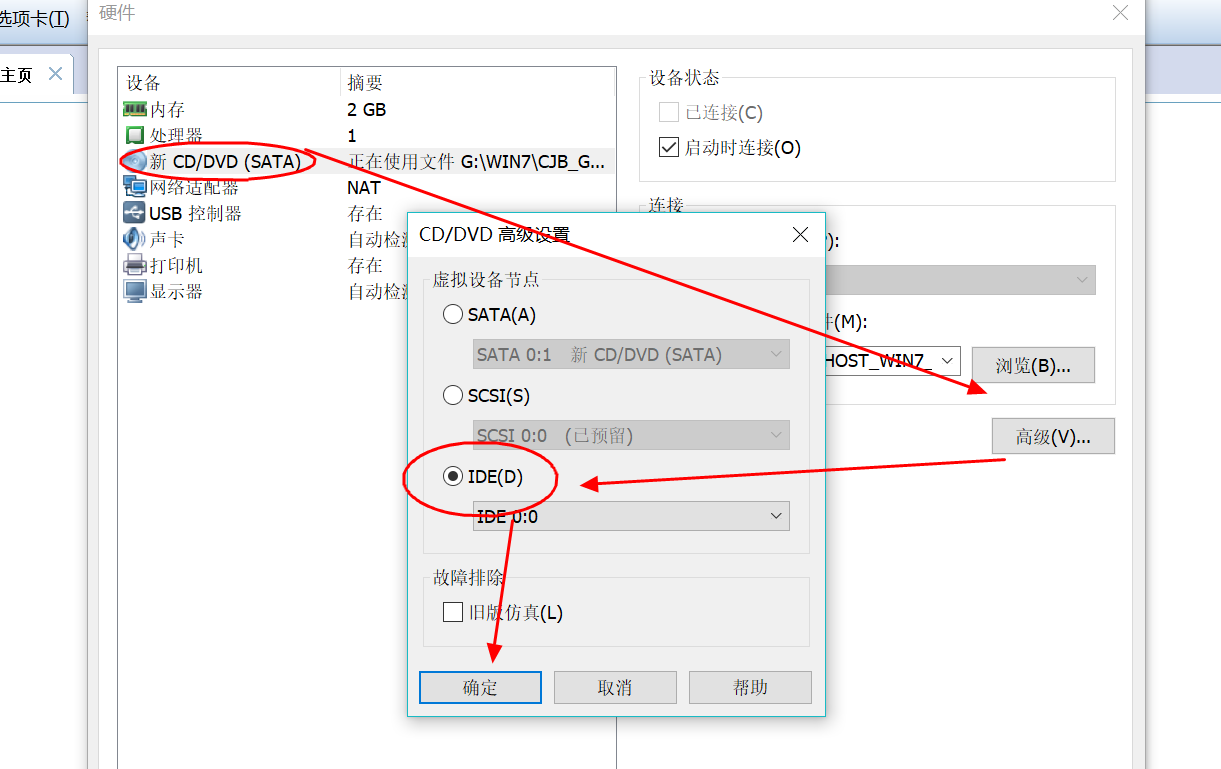 选项卡(T)
硬件
主页
设备 摘要
内存 2 GB
处理器 1
新 CD/DVD (SATA) 正在使用文件 G:\WIN7\CJB_G...
网络适配器 NAT
USB 控制器 存在
声卡 自动检测
打印机 存在
显示器 自动检测
设备状态
已连接(C)
启动时连接(O)
连接
):
件(M):
HOST_WIN7_
浏览(B)...
高级(V)...
CD/DVD 高级设置
虚拟设备节点
SATA(A)
SATA 0:1 新 CD/DVD (SATA)
SCSI(S)
SCSI 0:0 (已预留)
IDE(D)
IDE 0:0
故障排除
旧版仿真(L)
确定 取消 帮助